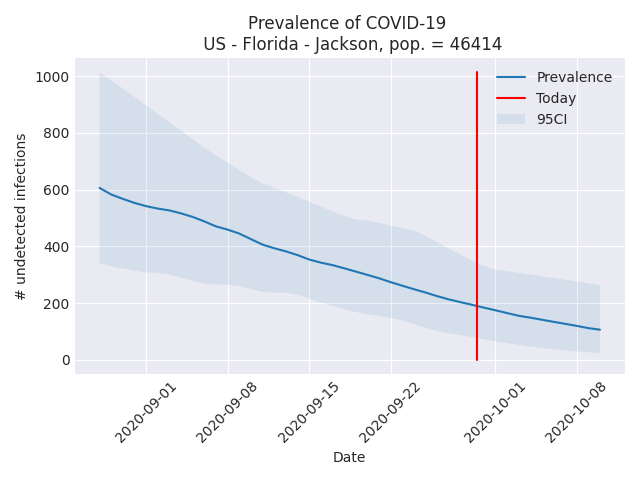 Prevalence of COVID-19
US - Florida - Jackson, pop. = 46414
Prevalence
Today
95CI
# undetected infections
1000
800
600
400
200
0
2020-09-01
2020-09-08
2020-09-15
2020-09-22
2020-10-01
2020-10-08
Date